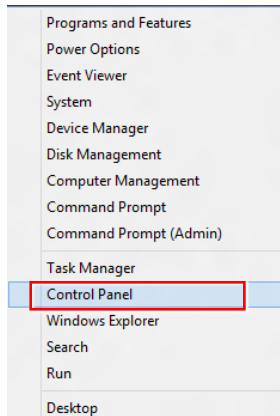 Programs and Features
Power Options
Event Viewer
System
Device Manager
Disk Management
Computer Management
Command Prompt
Command Prompt (Admin)
Task Manager
Control Panel
Windows Explorer
Search
Run
Desktop